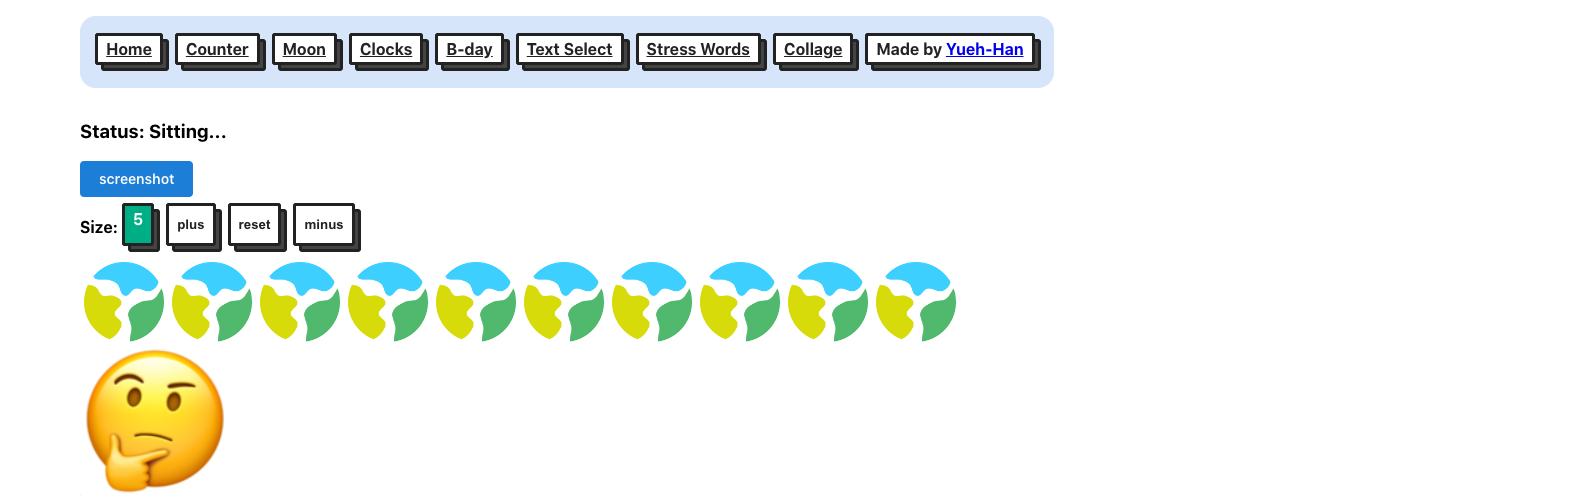 Home Counter Moon Clocks B-day Text Select Stress Words Collage Made by Yueh-Han
Status: Sitting...
screenshot
Size: 5 plus reset minus